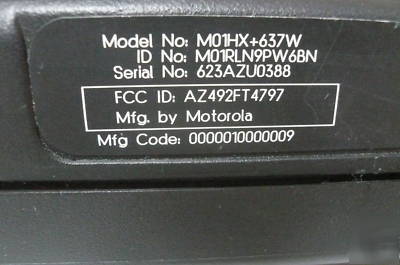 Model No: M01HX+637W
ID No: M01RLN9PW6BN
Serial No: 623AZU0388
FCC ID: AZ492FT4797
Mfg. by Motorola
Mfg Code: 0000010000009